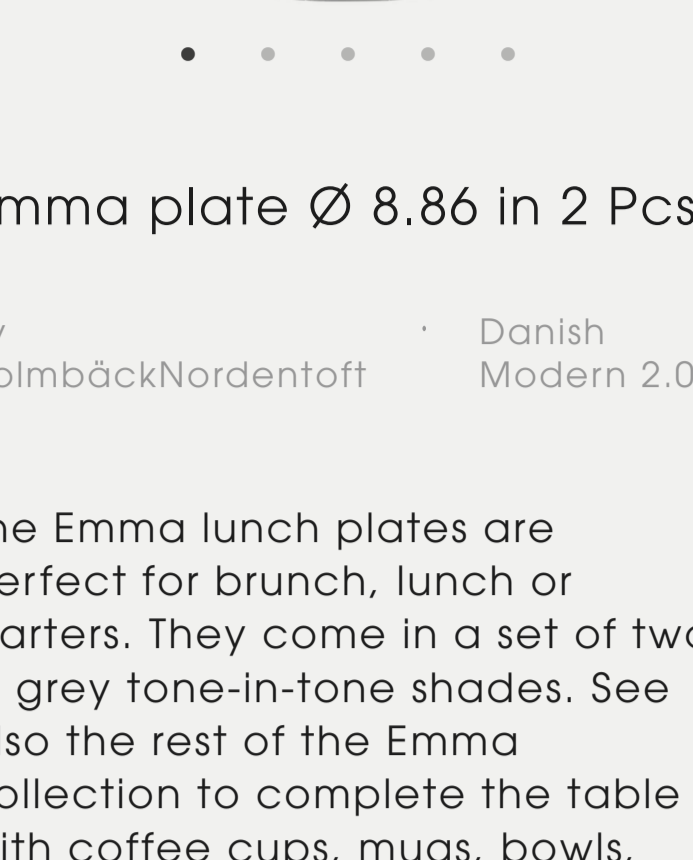 mma plate Ø 8.86 in 2 Pcs
y · Danish
olmbäckNordentoft Modern 2.0
he Emma lunch plates are
erfect for brunch, lunch or
arters. They come in a set of two
grey tone-in-tone shades. See
lso the rest of the Emma
ollection to complete the table
ith coffee cups, mugs, bowls,